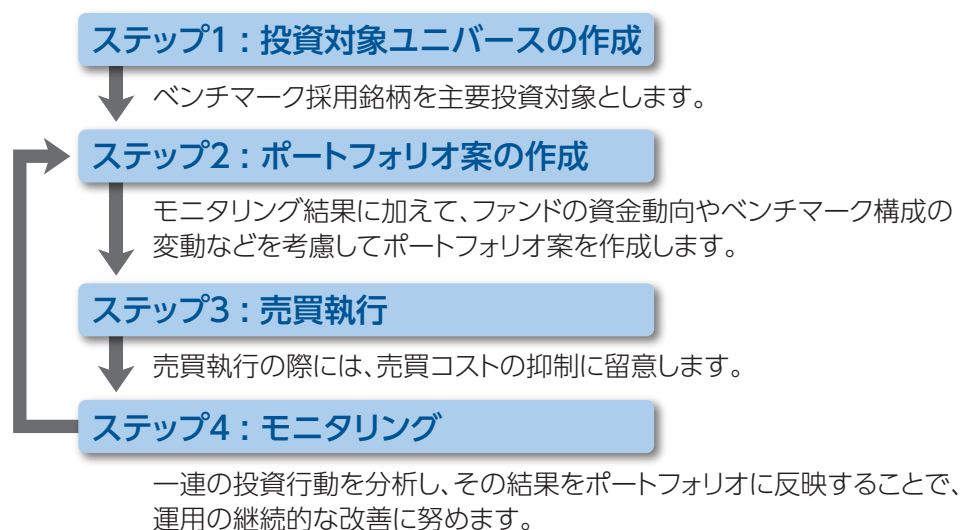 ステップ1：投資対象ユニバースの作成
ベンチマーク採用銘柄を主要投資対象とします。
ステップ2：ポートフォリオ案の作成
モニタリング結果に加えて、ファンドの資金動向やベンチマーク構成の
変動などを考慮してポートフォリオ案を作成します。
ステップ3：売買執行
売買執行の際には、売買コストの抑制に留意します。
ステップ4：モニタリング
一連の投資行動を分析し、その結果をポートフォリオに反映することで、
運用の継続的な改善に努めます。